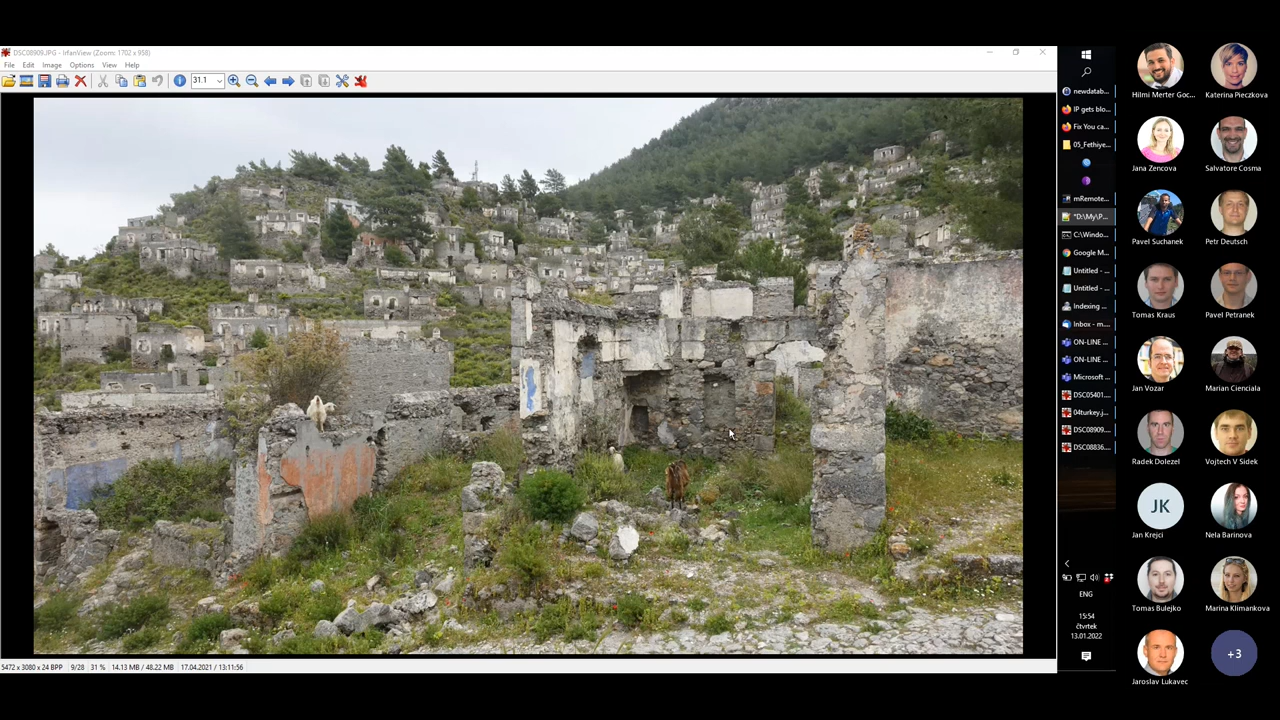 DSC08909.JPG - IrfanView (Zoom: 1702 x 958)
File Edit Image Options View Help
31.1
5472 x 3080 x 24 BPP 9/28 31 % 14.13 MB / 48.22 MB 17.04.2021 / 13:11:56
newdatab...
IP gets blo...
Fix You ca...
05_Fethiye...
mRemote...
*D:\My\P...
C:\Windo...
Google M...
Untitled - ...
Untitled - ...
Indexing ...
Inbox - m...
ON-LINE ...
ON-LINE ...
Microsoft ...
DSC05401....
04turkey.j...
DSC08909....
DSC08836....
ENG
15:54
čtvrtek
13.01.2022
Hilmi Merter Goc...
Katerina Pieczkova
Jana Zencova
Salvatore Cosma
Pavel Suchanek
Petr Deutsch
Tomas Kraus
Pavel Petranek
Jan Vozar
Marian Cienciala
Radek Dolezel
Vojtech V Sidek
JK
Jan Krejci
Nela Barinova
Tomas Bulejko
Marina Klimankova
Jaroslav Lukavec
+3